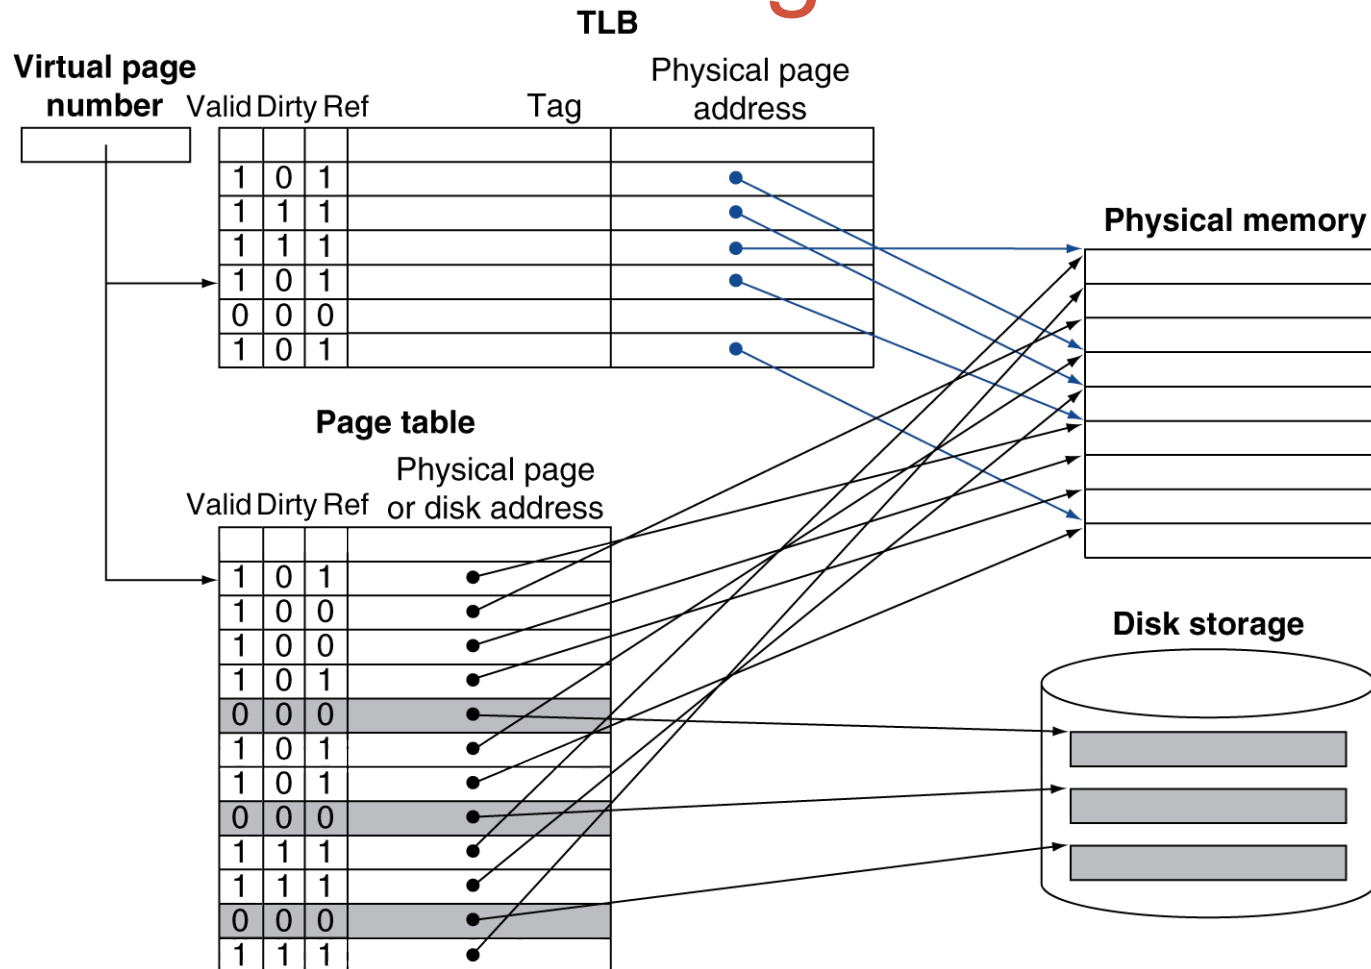 g
TLB
Virtual page
number
Valid Dirty Ref
Tag
Physical page
address
1 0 1
1 1 1
1 1 1
1 0 1
0 0 0
1 0 1
Physical memory
Page table
Physical page
or disk address
Valid Dirty Ref
1 0 1
1 0 0
1 0 0
1 0 1
0 0 0
1 0 1
1 0 1
0 0 0
1 1 1
1 1 1
0 0 0
1 1 1
Disk storage